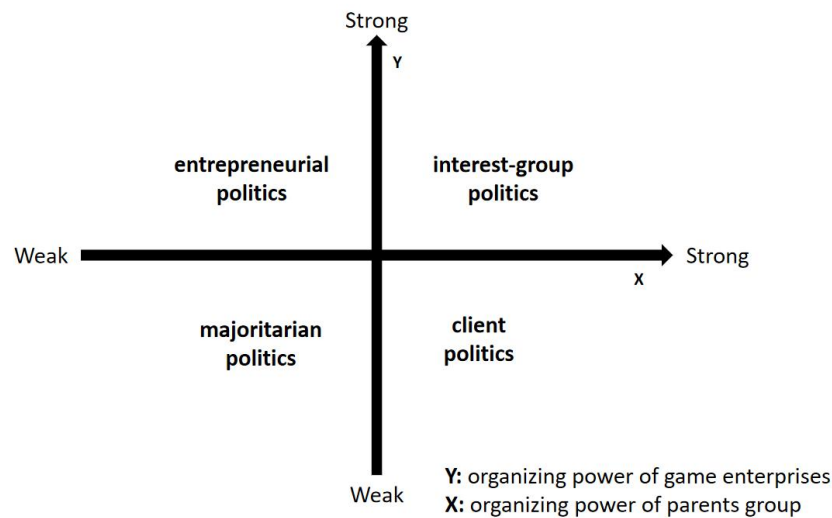 Strong
Y
entrepreneurial
politics
interest-group
politics
Weak
Strong
X
majoritarian
politics
client
politics
Weak
Y: organizing power of game enterprises
X: organizing power of parents group